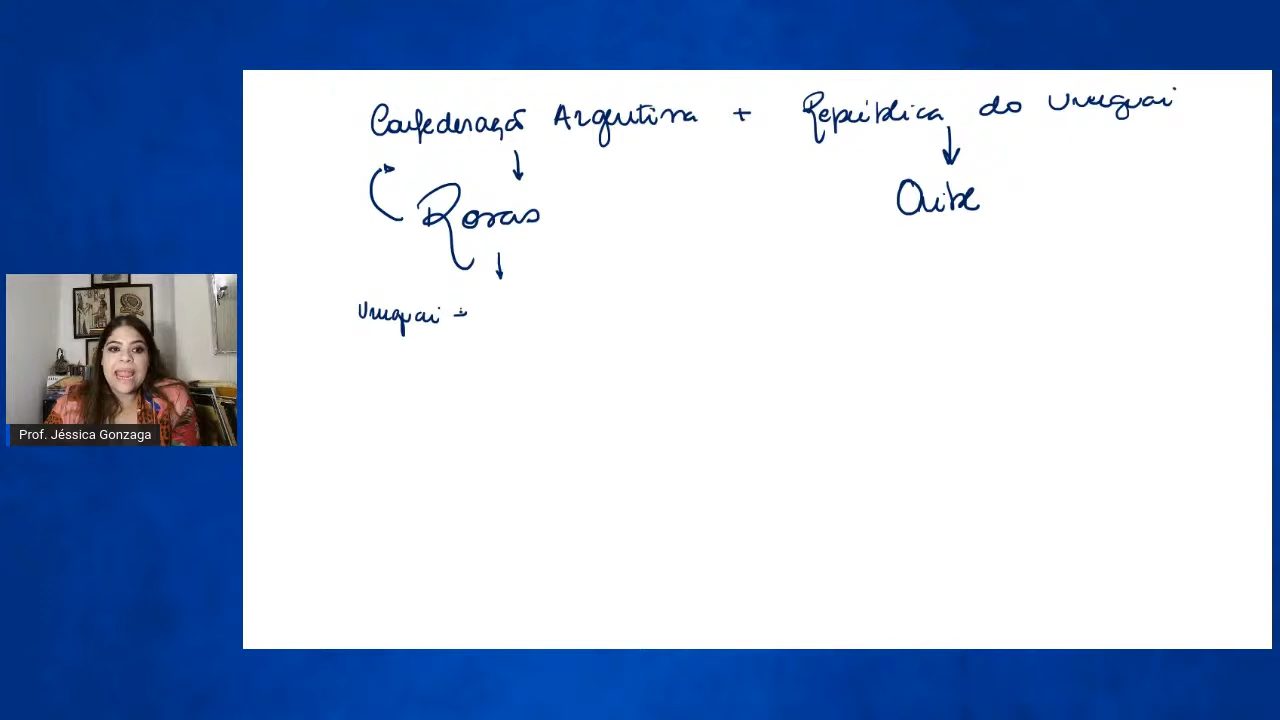 Confederação Argentina + República do Uruguai
Rosas
Oribe
Uruguai +
Prof. Jéssica Gonzaga